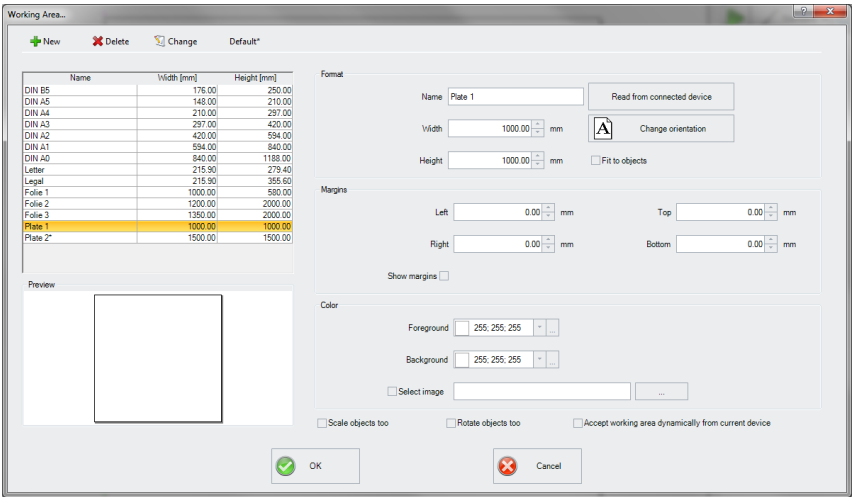 Working Area...
New Delete Change Default*
Name Width [mm] Height [mm]
DIN B5 176.00 250.00
DIN A5 148.00 210.00
DIN A4 210.00 297.00
DIN A3 297.00 420.00
DIN A2 420.00 594.00
DIN A1 594.00 840.00
DIN A0 840.00 1188.00
Letter 215.90 279.40
Legal 215.90 355.60
Folie 1 1000.00 580.00
Folie 2 1200.00 2000.00
Folie 3 1350.00 2000.00
Plate 1 1000.00 1000.00
Plate 2* 1500.00 1500.00
Preview
Format
Name Plate 1 Read from connected device
Width 1000.00 mm A Change orientation
Height 1000.00 mm Fit to objects
Margins
Left 0.00 mm Top 0.00 mm
Right 0.00 mm Bottom 0.00 mm
Show margins
Color
Foreground 255; 255; 255 ...
Background 255; 255; 255 ...
Select image ...
Scale objects too Rotate objects too Accept working area dynamically from current device
OK Cancel